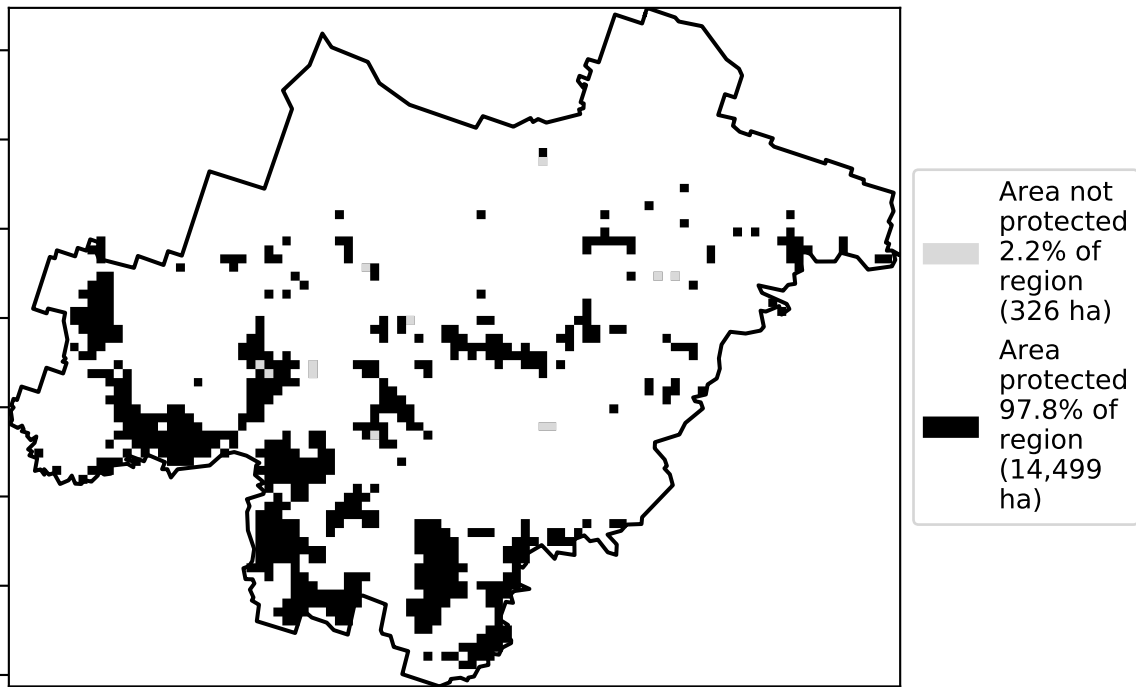 Area not
protected
2.2% of
region
(326 ha)
Area
protected
97.8% of
region
(14,499
ha)